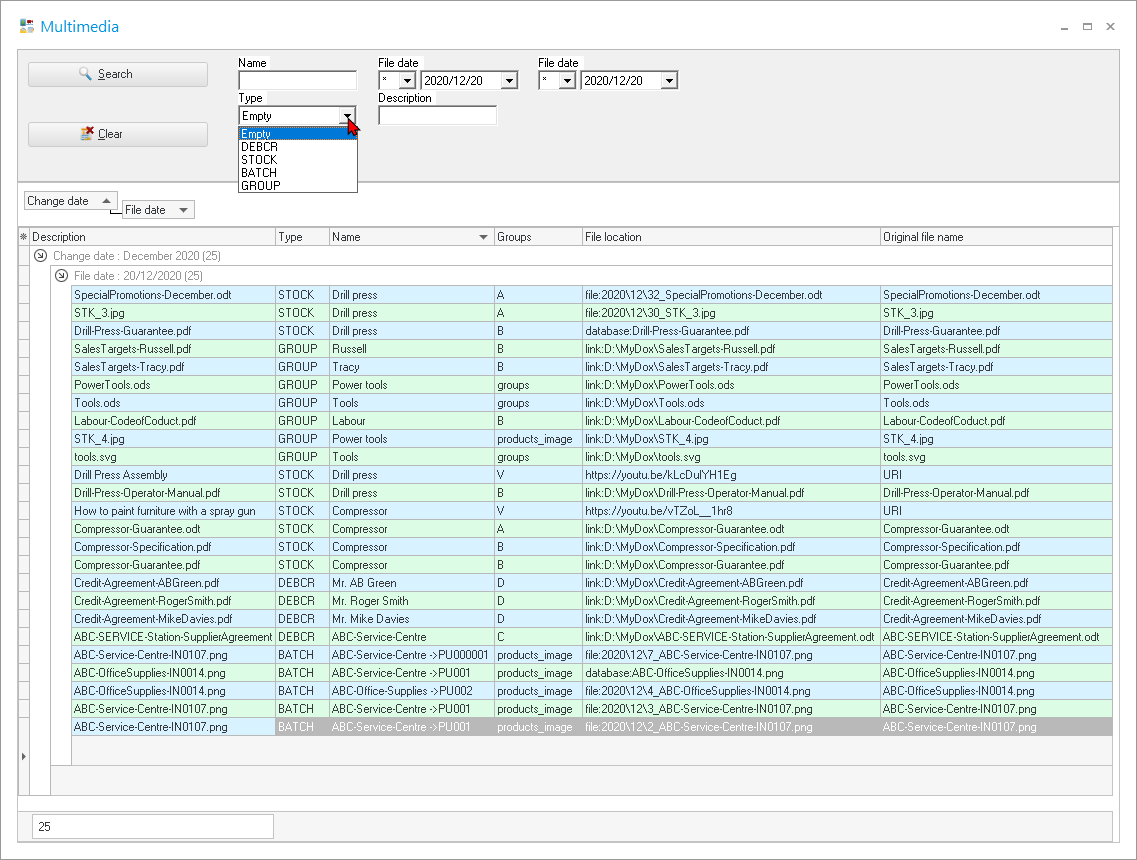 Multimedia
Search
Name
File date
File date
* 2020/12/20
* 2020/12/20
Type
Description
Empty
Clear
Empty
DEBCR
STOCK
BATCH
GROUP
Change date
File date
Description Type Name Groups File location Original file name
Change date : December 2020 (25)
File date : 20/12/2020 (25)
SpecialPromotions-December.odt STOCK Drill press A file:2020\12\32_SpecialPromotions-December.odt SpecialPromotions-December.odt
STK_3.jpg STOCK Drill press A file:2020\12\30_STK_3.jpg STK_3.jpg
Drill-Press-Guarantee.pdf STOCK Drill press B database:Drill-Press-Guarantee.pdf Drill-Press-Guarantee.pdf
SalesTargets-Russell.pdf GROUP Russell B link:D:\MyDox\SalesTargets-Russell.pdf SalesTargets-Russell.pdf
SalesTargets-Tracy.pdf GROUP Tracy B link:D:\MyDox\SalesTargets-Tracy.pdf SalesTargets-Tracy.pdf
PowerTools.ods GROUP Power tools groups link:D:\MyDox\PowerTools.ods PowerTools.ods
Tools.ods GROUP Tools groups link:D:\MyDox\Tools.ods Tools.ods
Labour-CodeofCoduct.pdf GROUP Labour B link:D:\MyDox\Labour-CodeofCoduct.pdf Labour-CodeofCoduct.pdf
STK_4.jpg GROUP Power tools products_image link:D:\MyDox\STK_4.jpg STK_4.jpg
tools.svg GROUP Tools groups link:D:\MyDox\tools.svg tools.svg
Drill Press Assembly STOCK Drill press V https://youtu.be/kLcDulYH1Eg URI
Drill-Press-Operator-Manual.pdf STOCK Drill press B link:D:\MyDox\Drill-Press-Operator-Manual.pdf Drill-Press-Operator-Manual.pdf
How to paint furniture with a spray gun STOCK Compressor V https://youtu.be/vTZoL__1hr8 URI
Compressor-Guarantee.odt STOCK Compressor A link:D:\MyDox\Compressor-Guarantee.odt Compressor-Guarantee.odt
Compressor-Specification.pdf STOCK Compressor B link:D:\MyDox\Compressor-Specification.pdf Compressor-Specification.pdf
Compressor-Guarantee.pdf STOCK Compressor B link:D:\MyDox\Compressor-Guarantee.pdf Compressor-Guarantee.pdf
Credit-Agreement-ABGreen.pdf DEBCR Mr. AB Green D link:D:\MyDox\Credit-Agreement-ABGreen.pdf Credit-Agreement-ABGreen.pdf
Credit-Agreement-RogerSmith.pdf DEBCR Mr. Roger Smith D link:D:\MyDox\Credit-Agreement-RogerSmith.pdf Credit-Agreement-RogerSmith.pdf
Credit-Agreement-MikeDavies.pdf DEBCR Mr. Mike Davies D link:D:\MyDox\Credit-Agreement-MikeDavies.pdf Credit-Agreement-MikeDavies.pdf
ABC-SERVICE-Station-SupplierAgreement DEBCR ABC-Service-Centre C link:D:\MyDox\ABC-SERVICE-Station-SupplierAgreement.odt ABC-SERVICE-Station-SupplierAgreement.odt
ABC-Service-Centre-IN0107.png BATCH ABC-Service-Centre ->PU000001 products_image file:2020\12\7_ABC-Service-Centre-IN0107.png ABC-Service-Centre-IN0107.png
ABC-OfficeSupplies-IN0014.png BATCH ABC-Service-Centre ->PU001 products_image database:ABC-OfficeSupplies-IN0014.png ABC-OfficeSupplies-IN0014.png
ABC-OfficeSupplies-IN0014.png BATCH ABC-Office-Supplies ->PU002 products_image file:2020\12\4_ABC-OfficeSupplies-IN0014.png ABC-OfficeSupplies-IN0014.png
ABC-Service-Centre-IN0107.png BATCH ABC-Service-Centre ->PU001 products_image file:2020\12\3_ABC-Service-Centre-IN0107.png ABC-Service-Centre-IN0107.png
ABC-Service-Centre-IN0107.png BATCH ABC-Service-Centre ->PU001 products_image file:2020\12\2_ABC-Service-Centre-IN0107.png ABC-Service-Centre-IN0107.png
25